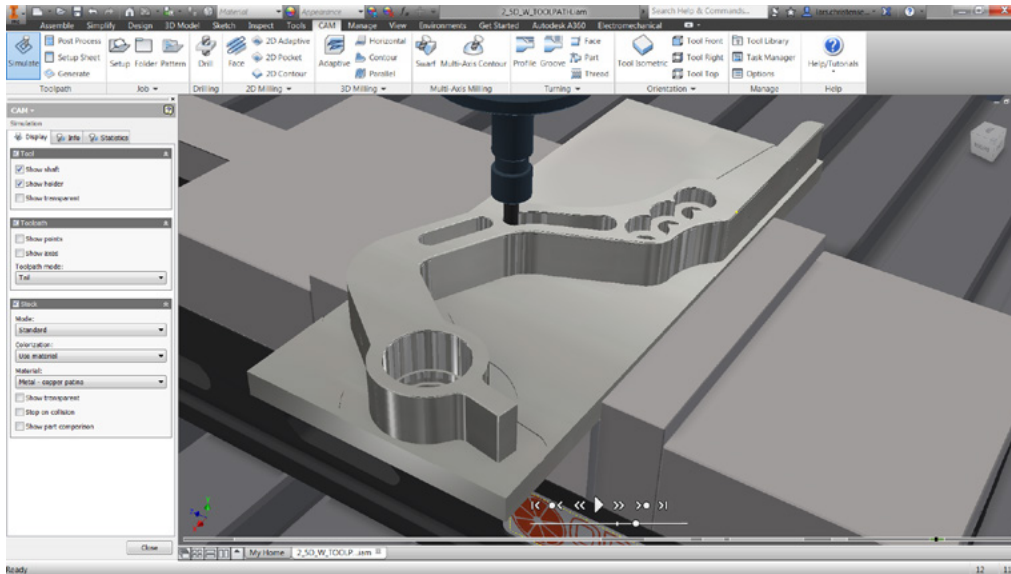 Material
Appearance
2_5D_W_TOOLPATH.iam
Search Help & Commands...
Assemble Simplify Design 3D Model Sketch Inspect Tools CAM Manage View Environments Get Started Autodesk A360 Electromechanical
Simulate
Post Process
Setup Sheet
Generate
Toolpath
Setup Folder Pattern
Job
Drill
Drilling
Face
2D Adaptive
2D Pocket
2D Contour
2D Milling
Adaptive
Horizontal
Contour
Parallel
3D Milling
Swarf Multi-Axis Contour
Multi-Axis Milling
Profile Groove
Face
Part
Thread
Turning
Tool Isometric
Tool Front
Tool Right
Tool Top
Orientation
Tool Library
Task Manager
Options
Manage
Help/Tutorials
Help
CAM
Simulation
Display Info Statistics
Tool
Show shaft
Show holder
Show transparent
Toolpath
Show points
Show axes
Toolpath mode:
Tail
Stock
Mode:
Standard
Colorization:
Use material
Material:
Metal - copper patina
Show transparent
Stop on collision
Show part comparison
Close
My Home 2_5D_W_TOOLP...iam
Ready
12